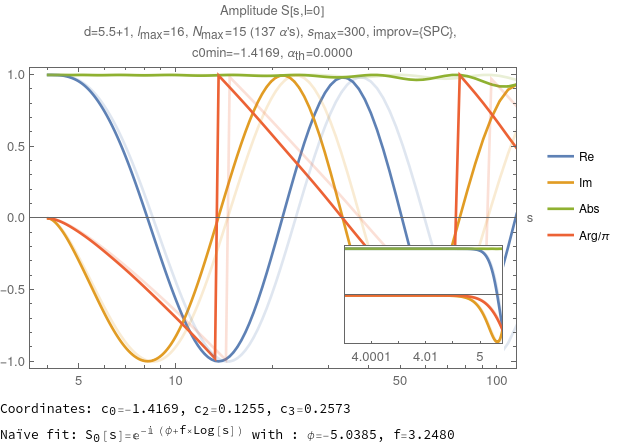 Amplitude S[s,l=0]
d=5.5+1, lmax=16, Nmax=15 (137 α's), smax=300, improv={SPC},
c0min=-1.4169, αth=0.0000
1.0
0.5
0.0
-0.5
-1.0
s
5 10 50 100
4.0001 4.01 5
Re
Im
Abs
Arg/π
Coordinates: c0=-1.4169, c2=0.1255, c3=0.2573
Naïve fit: S0[s]=e^-i (ϕ+f×Log[s]) with : ϕ=-5.0385, f=3.2480